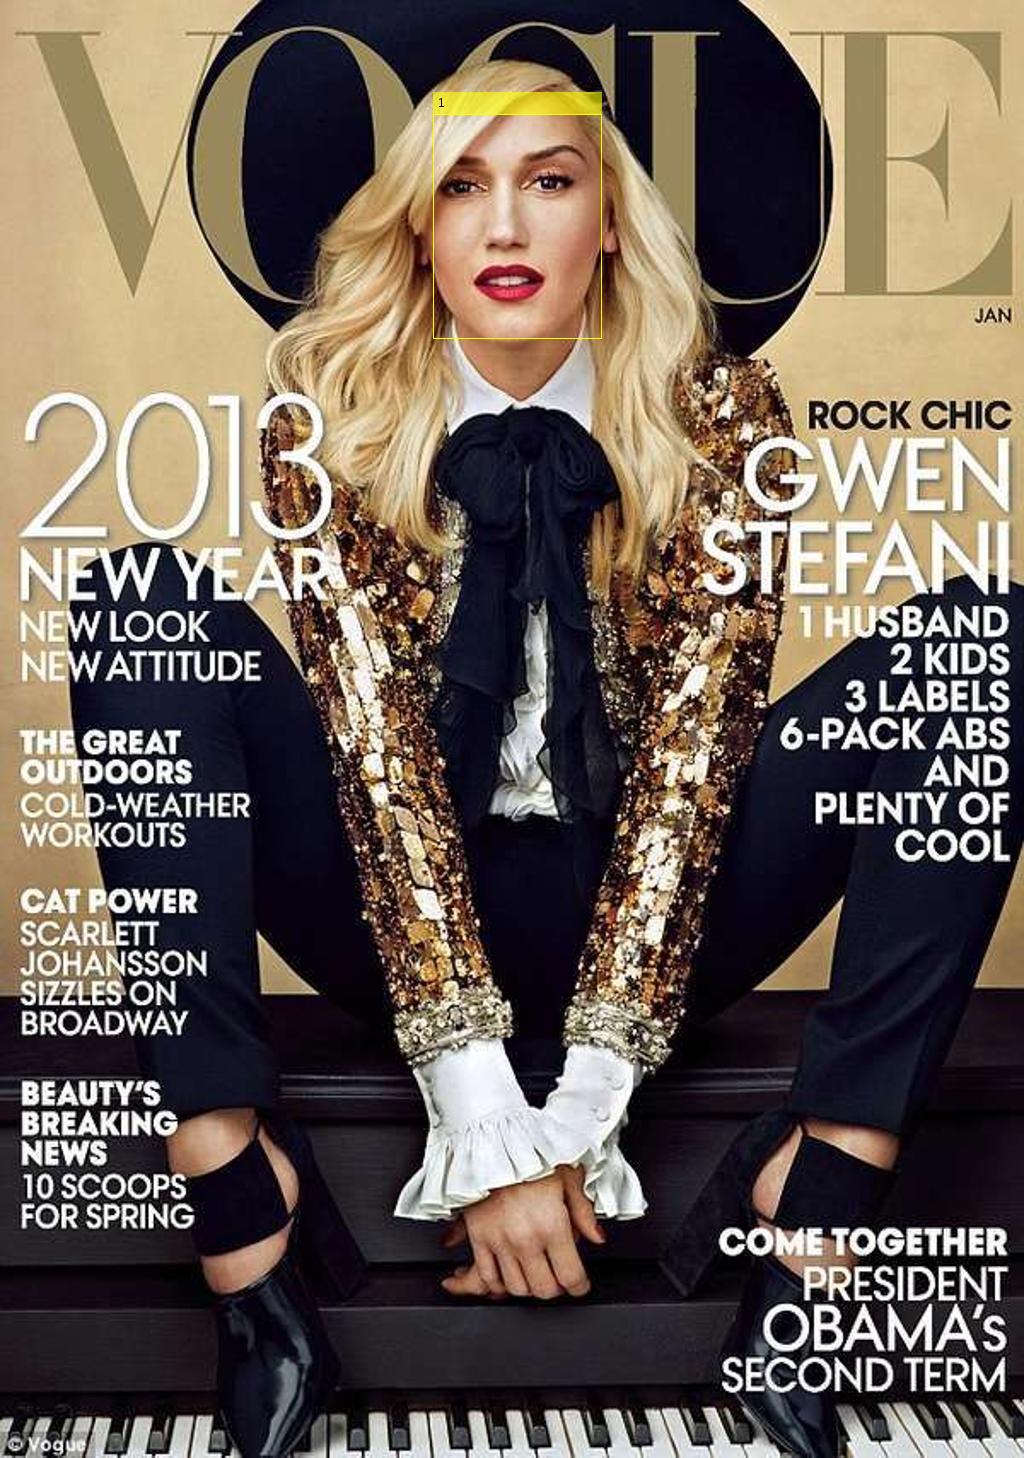 VOGUE
JAN
2013
NEW YEAR
NEW LOOK
NEW ATTITUDE
THE GREAT
OUTDOORS
COLD-WEATHER
WORKOUTS
CAT POWER
SCARLETT
JOHANSSON
SIZZLES ON
BROADWAY
BEAUTY'S
BREAKING
NEWS
10 SCOOPS
FOR SPRING
ROCK CHIC
GWEN
STEFANI
1 HUSBAND
2 KIDS
3 LABELS
6-PACK ABS
AND
PLENTY OF
COOL
COME TOGETHER
PRESIDENT
OBAMA's
SECOND TERM
© Vogue
1